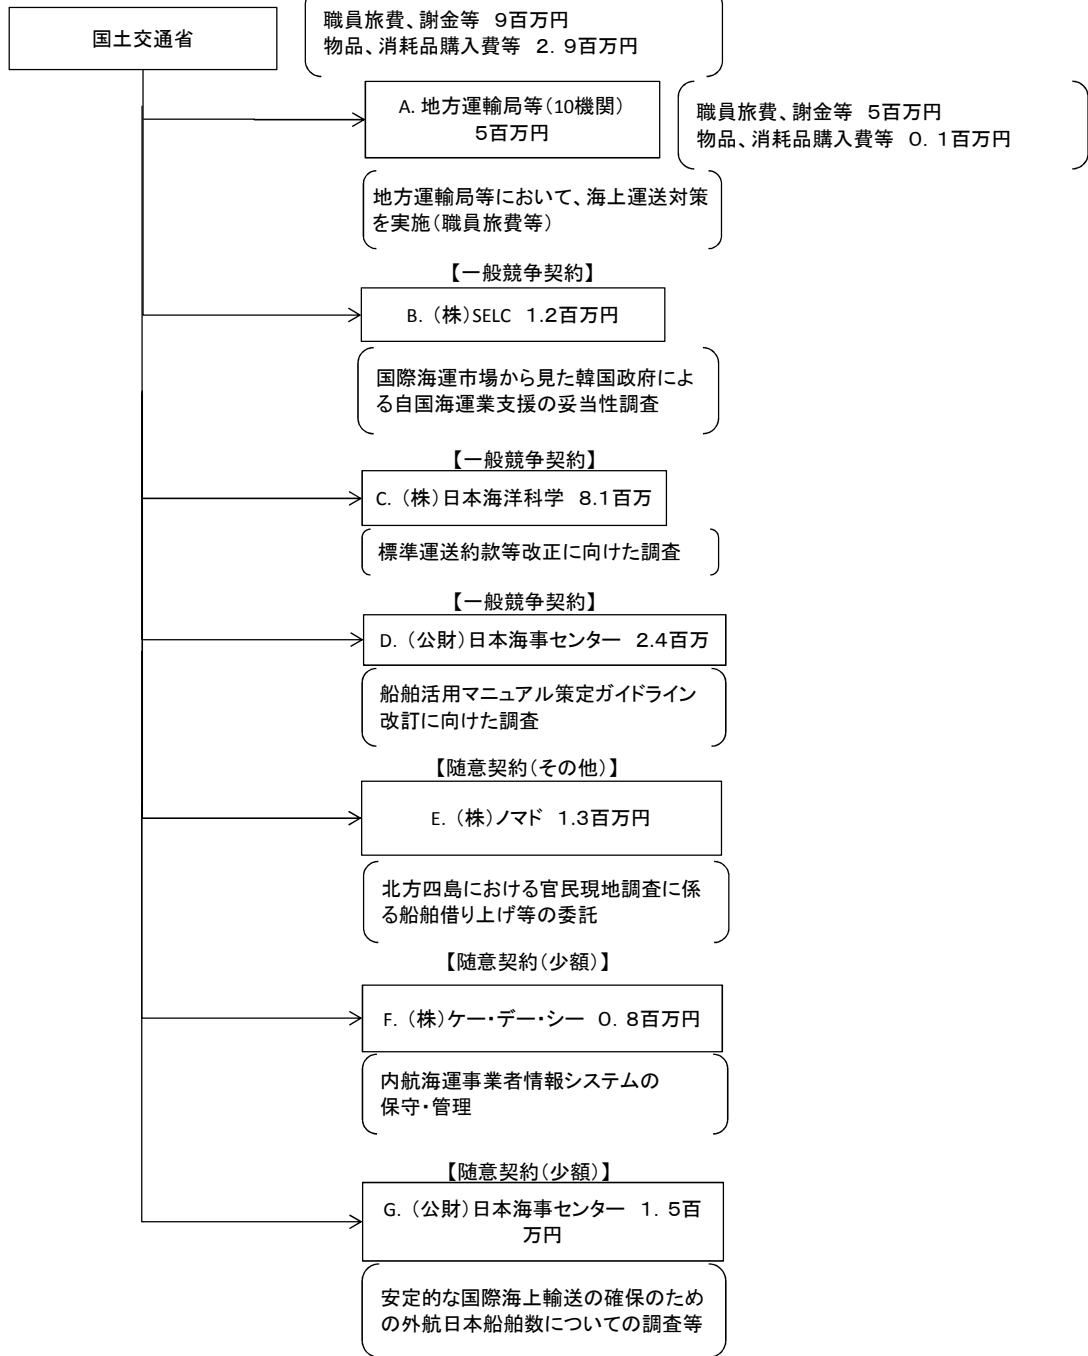 国土交通省
職員旅費、謝金等 9百万円
物品、消耗品購入費等 2．9百万円
A. 地方運輸局等（10機関）
5百万円
職員旅費、謝金等 5百万円
物品、消耗品購入費等 0．1百万円
地方運輸局等において、海上運送対策
を実施（職員旅費等）
【一般競争契約】
B. （株）SELC 1.2百万円
国際海運市場から見た韓国政府によ
る自国海運業支援の妥当性調査
【一般競争契約】
C. （株）日本海洋科学 8.1百万
標準運送約款等改正に向けた調査
【一般競争契約】
D. （公財）日本海事センター 2.4百万
船舶活用マニュアル策定ガイドライン
改訂に向けた調査
【随意契約（その他）】
E. （株）ノマド 1.3百万円
北方四島における官民現地調査に係
る船舶借り上げ等の委託
【随意契約（少額）】
F. （株）ケー・デー・シー 0．8百万円
内航海運事業者情報システムの
保守・管理
【随意契約（少額）】
G. （公財）日本海事センター 1．5百
万円
安定的な国際海上輸送の確保のため
の外航日本船舶数についての調査等